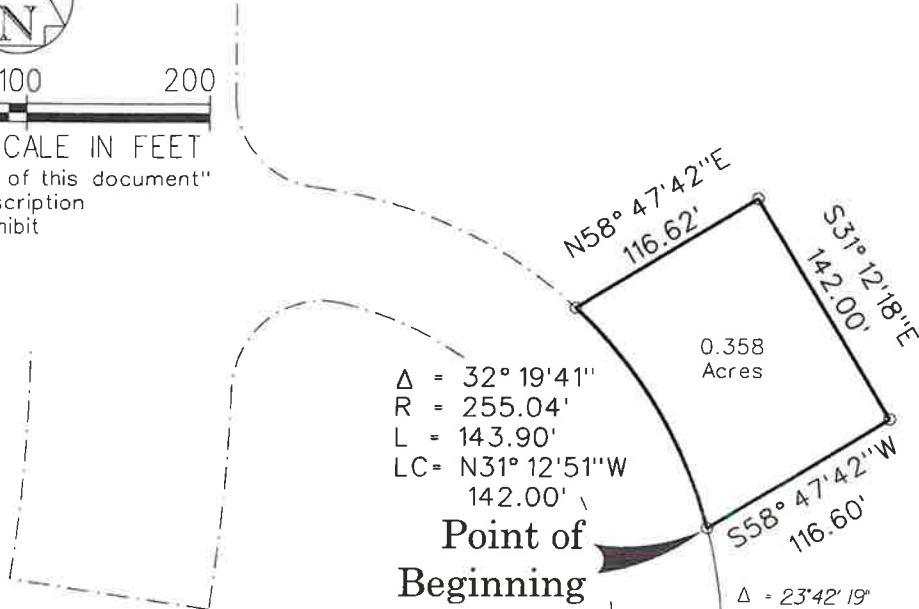 N
100 200
CALE IN FEET
of this document"
scription
hibit
N58° 47'42"E
116.62'
S31° 12'18"E
142.00'
0.358
Acres
Δ = 32° 19'41"
R = 255.04'
L = 143.90'
LC= N31° 12'51"W
142.00'
S58° 47'42"W
116.60'
Point of
Beginning
Δ = 23°42'19"